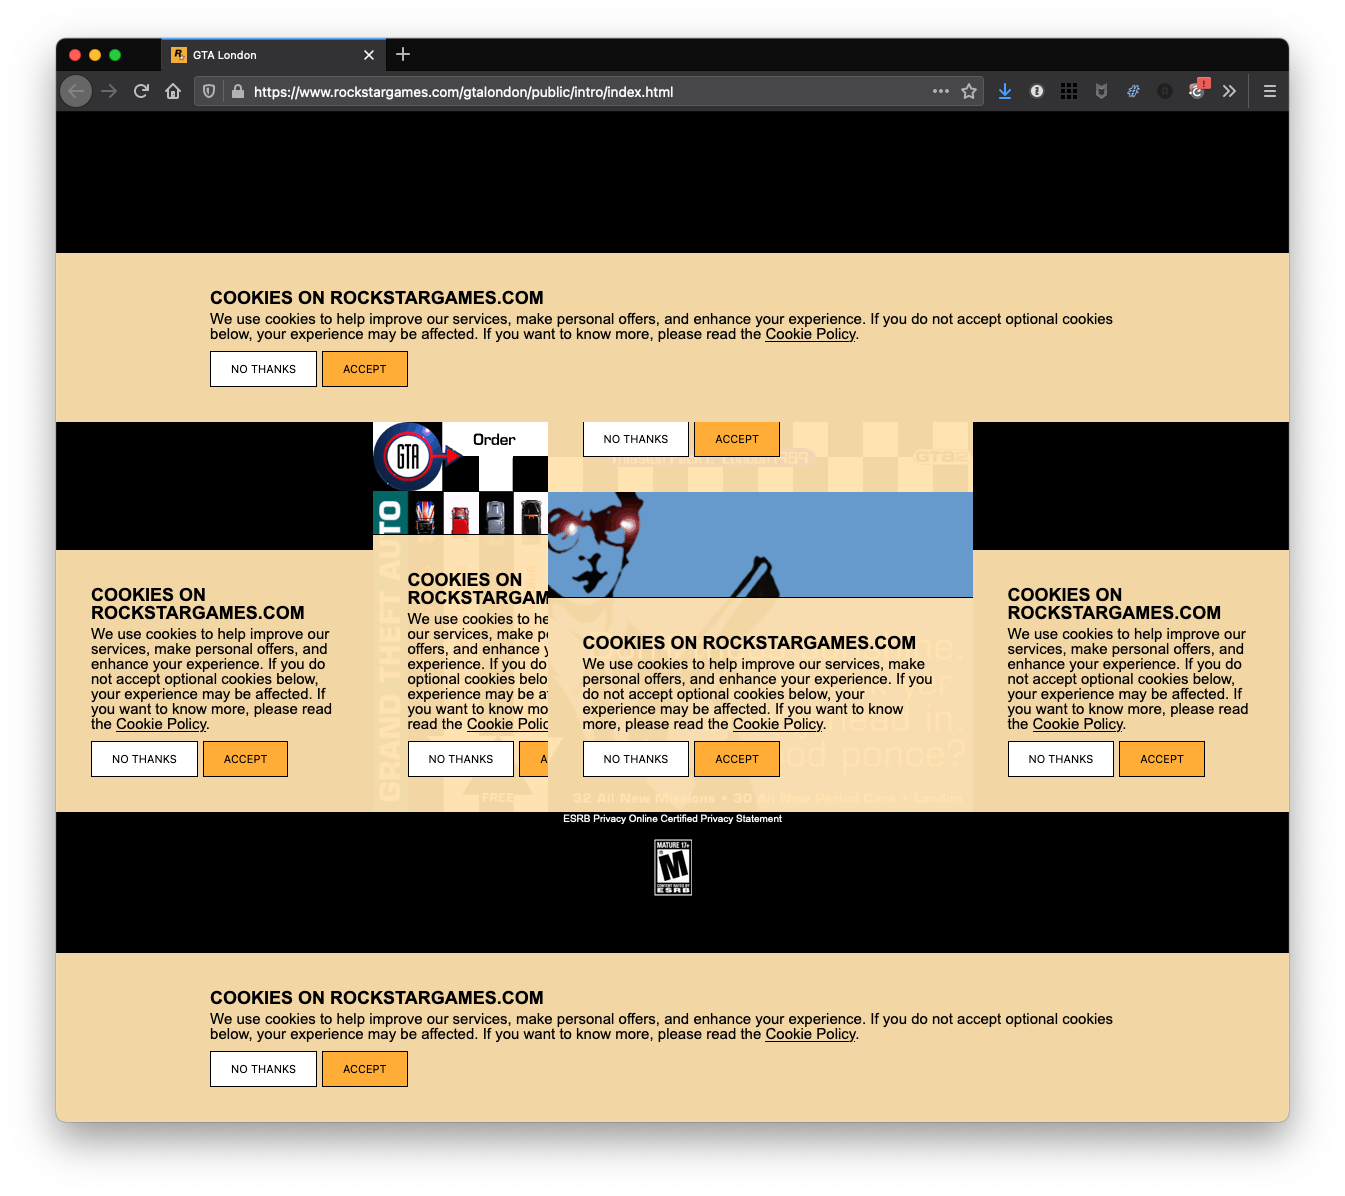 GTA London
https://www.rockstargames.com/gtalondon/public/intro/index.html
COOKIES ON ROCKSTARGAMES.COM
We use cookies to help improve our services, make personal offers, and enhance your experience. If you do not accept optional cookies
below, your experience may be affected. If you want to know more, please read the Cookie Policy.
NO THANKS ACCEPT
GTA
Order
NO THANKS ACCEPT
GTA2
GRAND THEFT AUTO
COOKIES ON
ROCKSTARGAMES.COM
We use cookies to help improve our
services, make personal offers, and
enhance your experience. If you do
not accept optional cookies below,
your experience may be affected. If
you want to know more, please read
the Cookie Policy.
NO THANKS ACCEPT
COOKIES ON
ROCKSTARGAM
We use cookies to he
our services, make p
offers, and enhance y
experience. If you do
optional cookies belo
experience may be a
you want to know mo
read the Cookie Polic
NO THANKS A
FREE
COOKIES ON ROCKSTARGAMES.COM
We use cookies to help improve our services, make
personal offers, and enhance your experience. If you
do not accept optional cookies below, your
experience may be affected. If you want to know
more, please read the Cookie Policy.
NO THANKS ACCEPT
head in.
ponce?
32 All New Missions • 30 All New Period Cars • London
COOKIES ON
ROCKSTARGAMES.COM
We use cookies to help improve our
services, make personal offers, and
enhance your experience. If you do
not accept optional cookies below,
your experience may be affected. If
you want to know more, please read
the Cookie Policy.
NO THANKS ACCEPT
ESRB Privacy Online Certified Privacy Statement
MATURE 17+
M
CONTENT RATED BY
ESRB
COOKIES ON ROCKSTARGAMES.COM
We use cookies to help improve our services, make personal offers, and enhance your experience. If you do not accept optional cookies
below, your experience may be affected. If you want to know more, please read the Cookie Policy.
NO THANKS ACCEPT